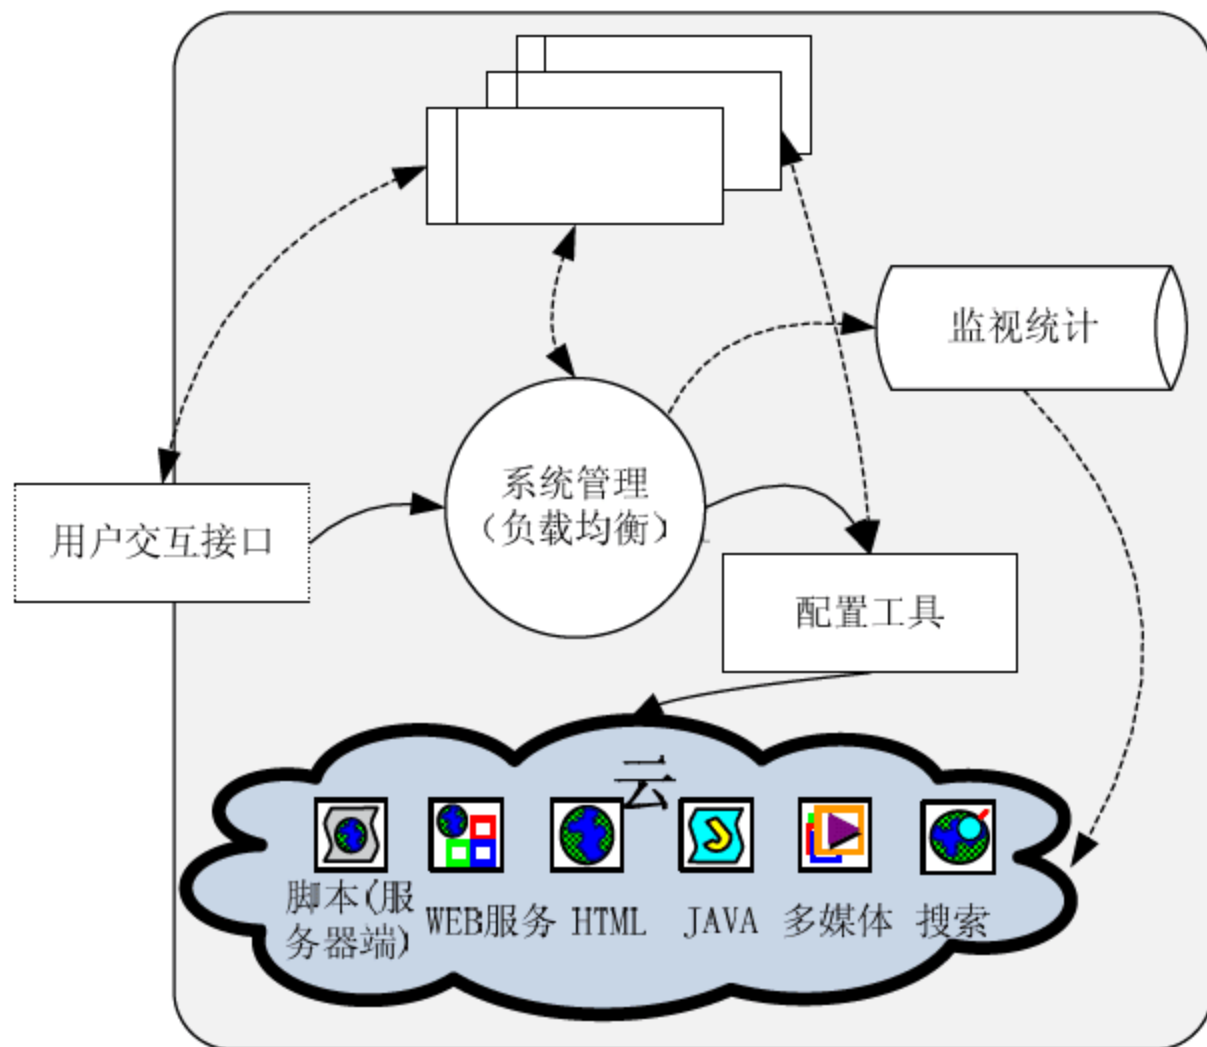 监视统计
系统管理
（负载均衡）
用户交互接口
配置工具
云
脚本(服
务器端)
WEB服务
HTML
JAVA
多媒体
搜索